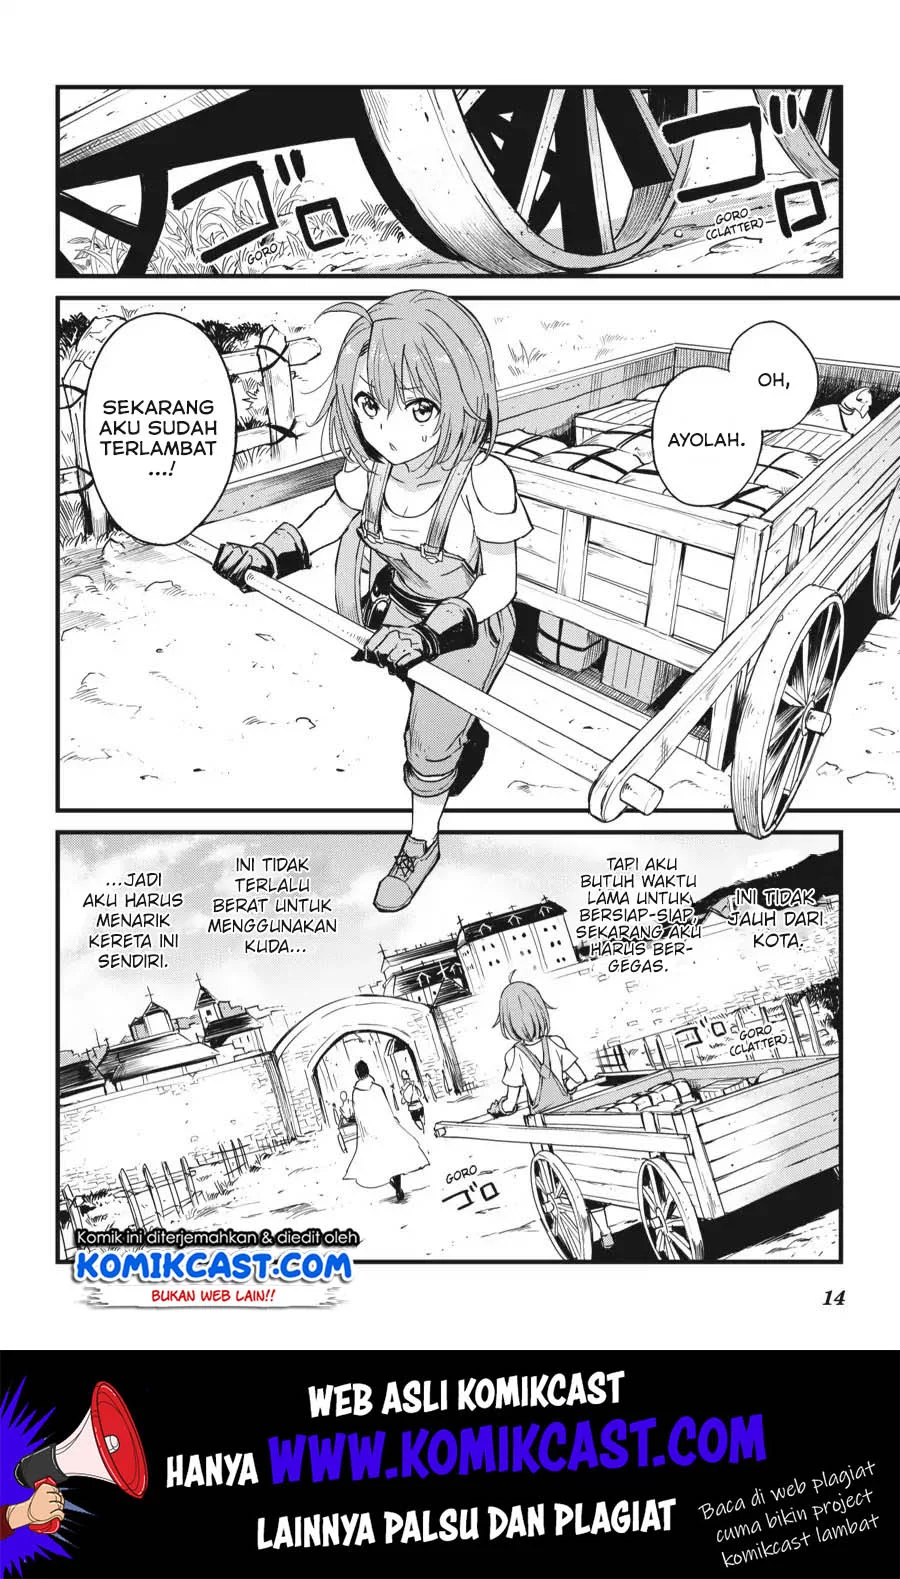 ゴロ
GORO
(CLATTER)
ゴロ
GORO
OH,
AYOLAH.
SEKARANG
AKU SUDAH
TERLAMBAT
...!
INI TIDAK
JAUH DARI
KOTA.
TAPI AKU
BUTUH WAKTU
LAMA UNTUK
BERSIAP-SIAP,
SEKARANG AKU
HARUS BER-
GEGAS.
INI TIDAK
TERLALU
BERAT UNTUK
MENGGUNAKAN
KUDA...
...JADI
AKU HARUS
MENARIK
KERETA INI
SENDIRI.
ゴロ
GORO
(CLATTER)
GORO
ゴロ
Komik ini diterjemahkan & diedit oleh
KOMIKCAST.COM
BUKAN WEB LAIN!!
14
WEB ASLI KOMIKCAST
HANYA WWW.KOMIKCAST.COM
LAINNYA PALSU DAN PLAGIAT
Baca di web plagiat
cuma bikin project
komikcast lambat